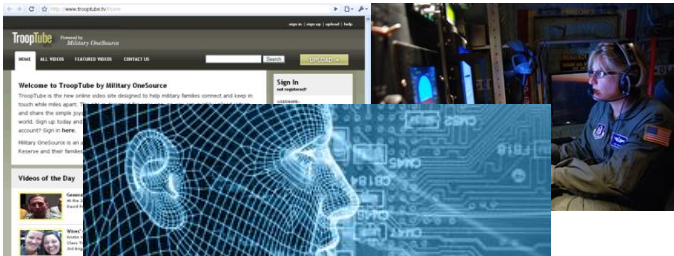 http://www.trooptube.tv/Home
sign in | sign up | upload | help
TroopTube
Powered by
Military OneSource
HOME ALL VIDEOS FEATURED VIDEOS CONTACT US Search UPLOAD
Welcome to TroopTube by Military OneSource
TroopTube is the new online video site designed to help military families connect and keep in
touch while miles apart.
and share the simple joys
world. Sign up today and
account? Sign in here.
Military OneSource is an
Reserve and their families
Sign In
not registered?
USERNAME:
Videos of the Day